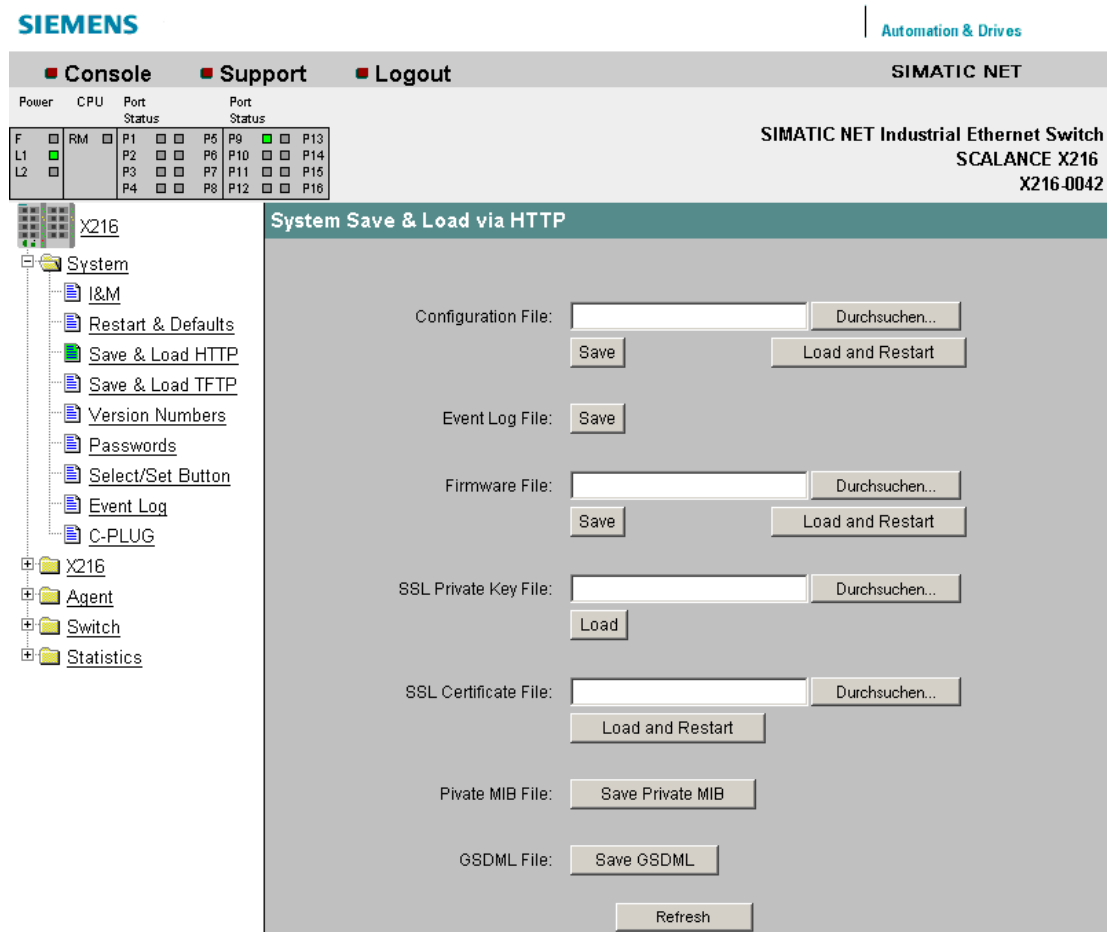 SIEMENS
Automation & Drives
Console Support Logout SIMATIC NET
Power CPU Port Status Port Status
F RM P1 P5 P9 P13
L1 P2 P6 P10 P14
L2 P3 P7 P11 P15
P4 P8 P12 P16
SIMATIC NET Industrial Ethernet Switch
SCALANCE X216
X216-0042
X216
System
I&M
Restart & Defaults
Save & Load HTTP
Save & Load TFTP
Version Numbers
Passwords
Select/Set Button
Event Log
C-PLUG
X216
Agent
Switch
Statistics
System Save & Load via HTTP
Configuration File: Durchsuchen...
Save Load and Restart
Event Log File: Save
Firmware File: Durchsuchen...
Save Load and Restart
SSL Private Key File: Durchsuchen...
Load
SSL Certificate File: Durchsuchen...
Load and Restart
Pivate MIB File: Save Private MIB
GSDML File: Save GSDML
Refresh